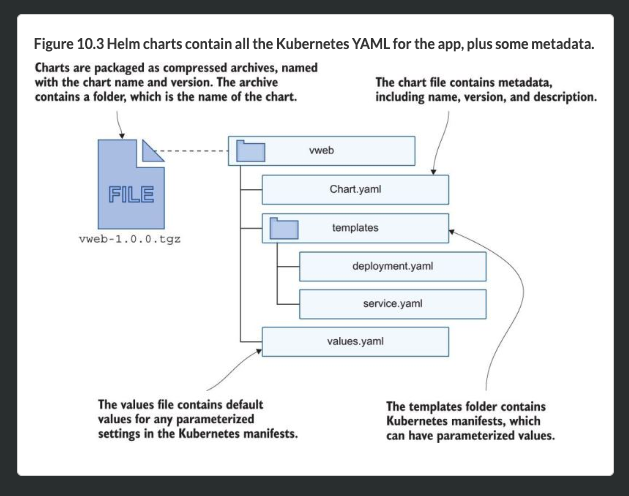 Figure 10.3 Helm charts contain all the Kubernetes YAML for the app, plus some metadata.
Charts are packaged as compressed archives, named
with the chart name and version. The archive
contains a folder, which is the name of the chart.
The chart file contains metadata,
including name, version, and description.
FILE
vweb-1.0.0.tgz
vweb
Chart.yaml
templates
deployment.yaml
service.yaml
values.yaml
The values file contains default
values for any parameterized
settings in the Kubernetes manifests.
The templates folder contains
Kubernetes manifests, which
can have parameterized values.